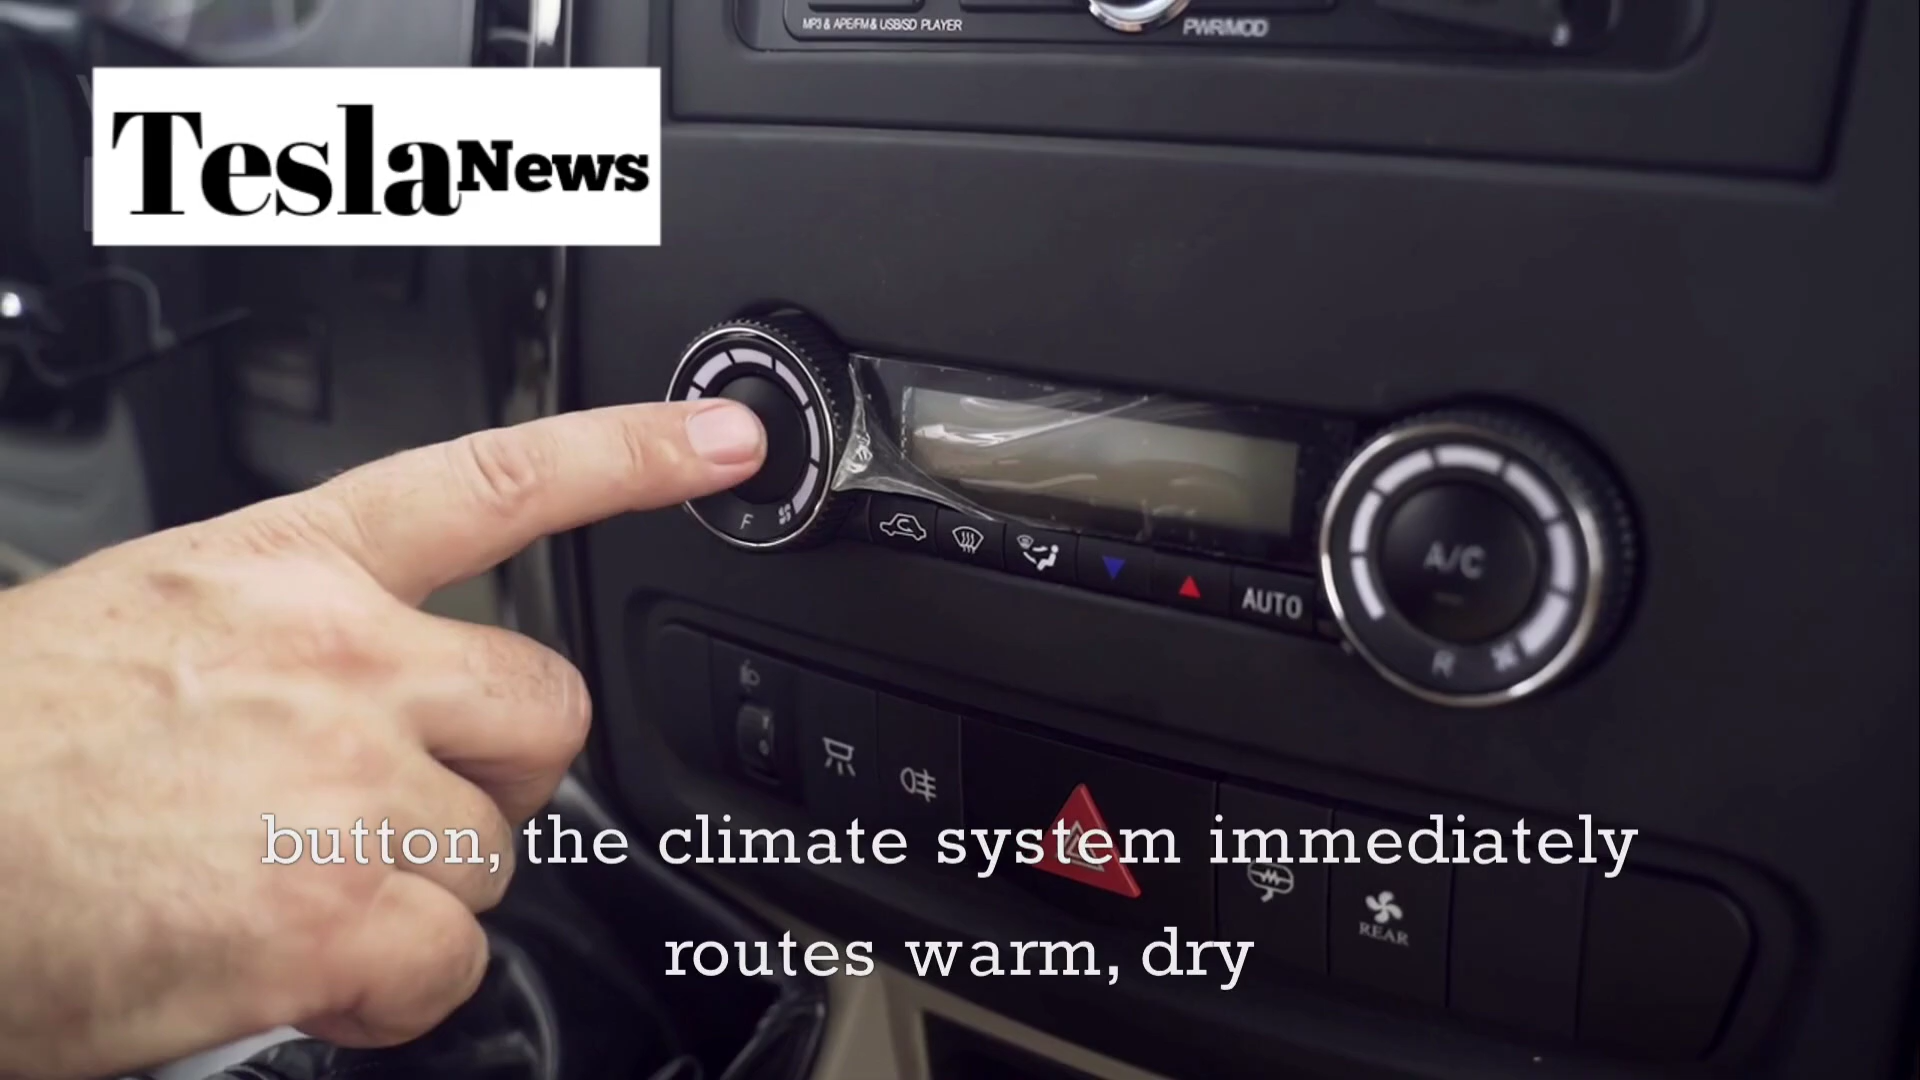 MP3 & APE/FM & USB/SD PLAYER
PWR/MOD
Tesla News
F
AUTO
A/C
R
button, the climate system immediately
REAR
routes warm, dry